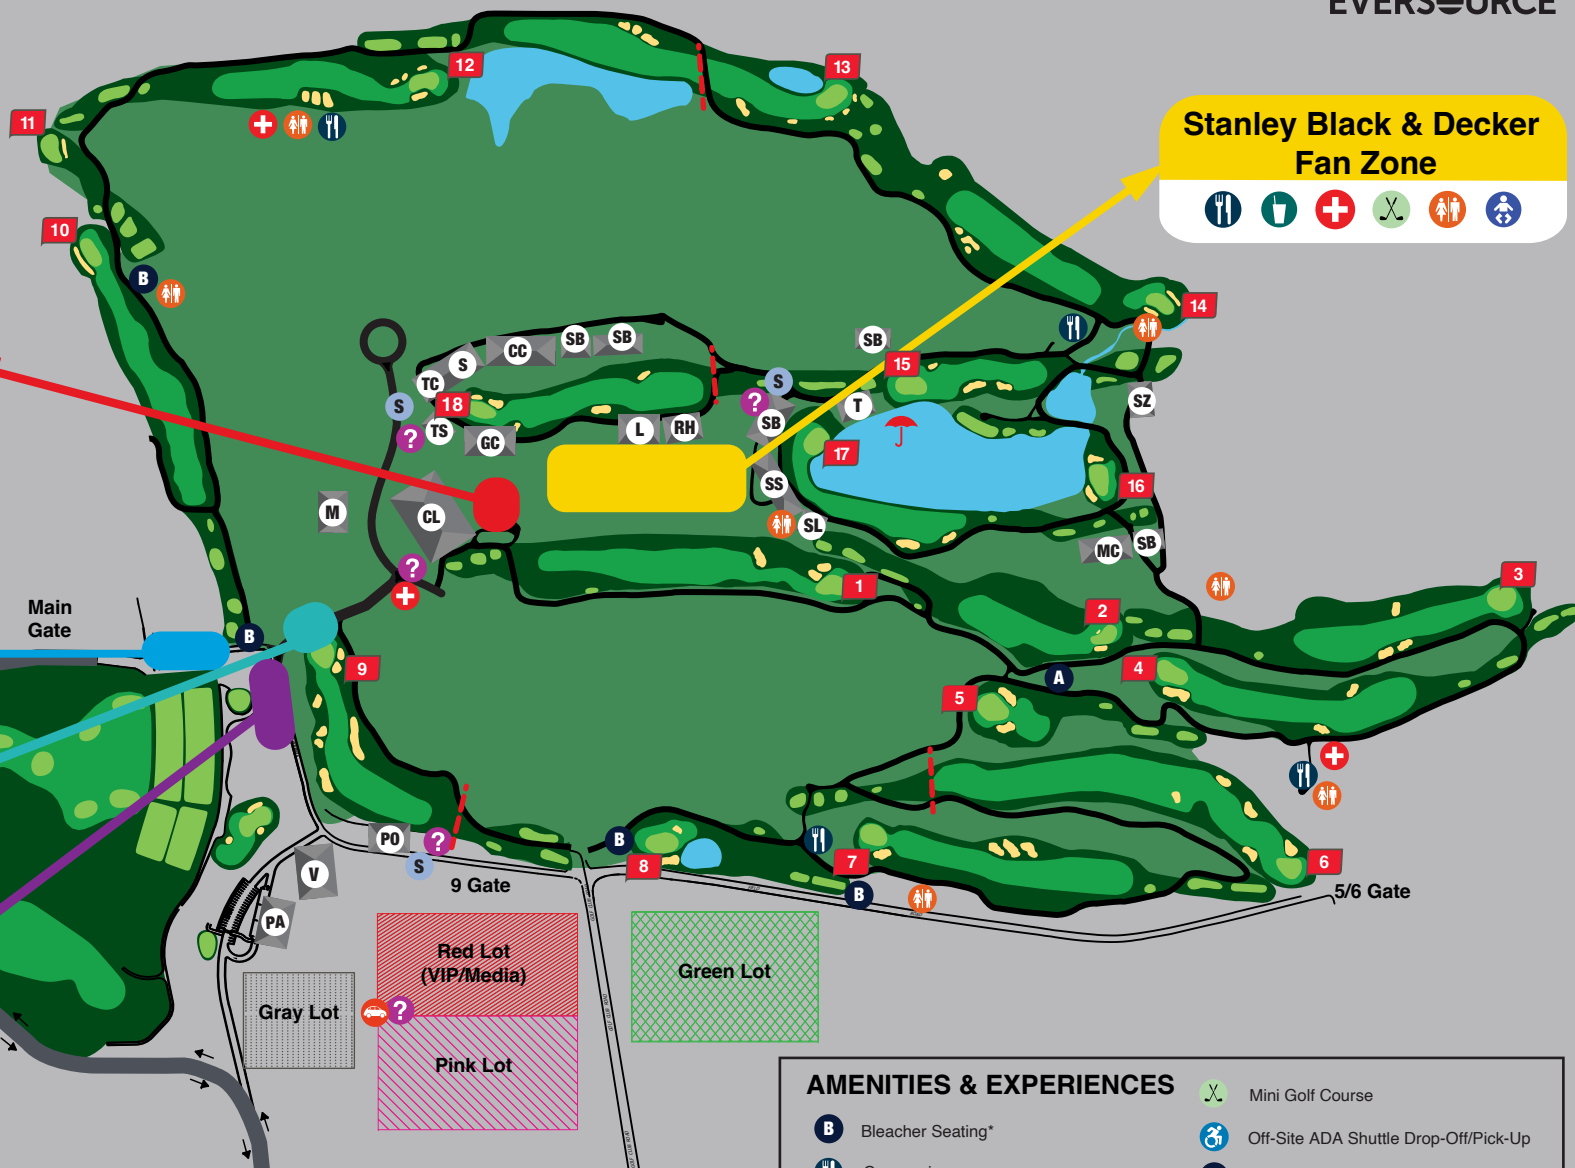 EVERSOURCE
12
13
11
Stanley Black & Decker
Fan Zone
10
B
14
SB
SB
SB
CC
S
15
TC
S
S
18
?
T
SZ
?
TS
GC
L
RH
SB
17
SS
16
M
CL
SL
MC
SB
?
1
3
2
Main
Gate
B
9
4
A
5
PO
?
B
S
8
7
6
V
9 Gate
B
5/6 Gate
PA
Red Lot
(VIP/Media)
Green Lot
Gray Lot
?
Pink Lot
AMENITIES & EXPERIENCES
Mini Golf Course
B Bleacher Seating*
Off-Site ADA Shuttle Drop-Off/Pick-Up